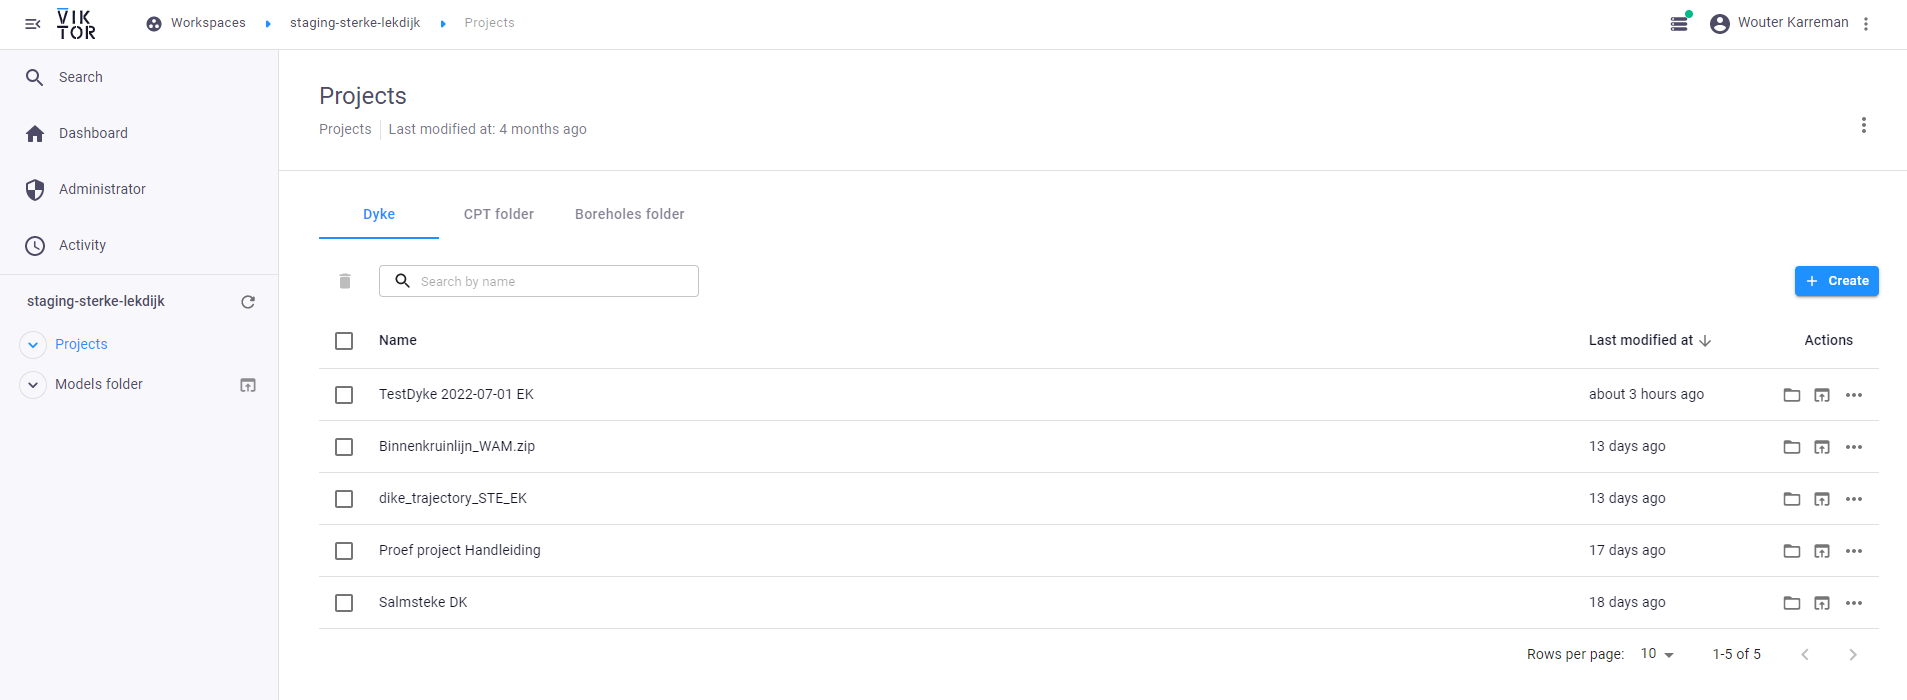 VIK
TOR
Workspaces staging-sterke-lekdijk Projects
Wouter Karreman
Search
Dashboard
Administrator
Activity
staging-sterke-lekdijk
Projects
Models folder
Projects
Projects Last modified at: 4 months ago
Dyke CPT folder Boreholes folder
Search by name
Create
Name Last modified at Actions
TestDyke 2022-07-01 EK about 3 hours ago
Binnenkruinlijn_WAM.zip 13 days ago
dike_trajectory_STE_EK 13 days ago
Proef project Handleiding 17 days ago
Salmsteke DK 18 days ago
Rows per page: 10 1-5 of 5